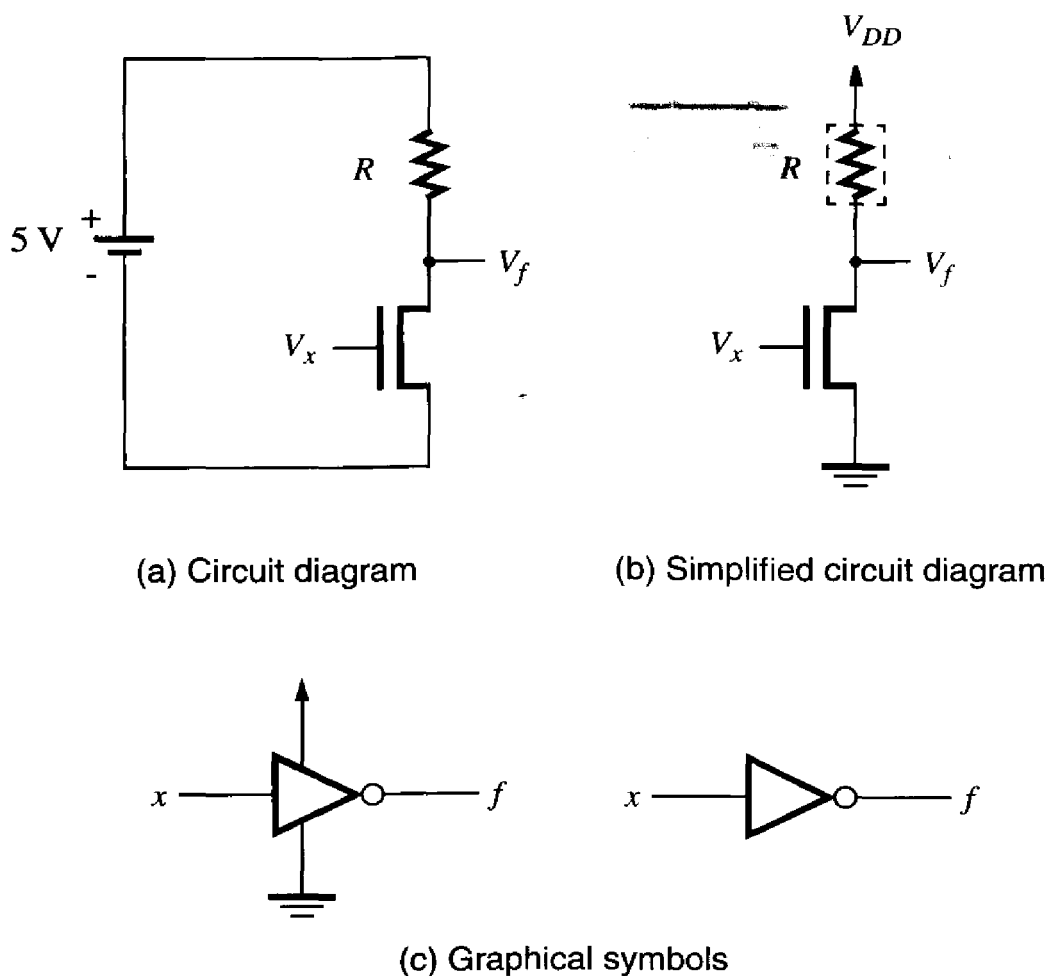 V_DD
R
R
5 V
+
-
V_f
V_f
V_x
V_x
(a) Circuit diagram
(b) Simplified circuit diagram
x
f
x
f
(c) Graphical symbols